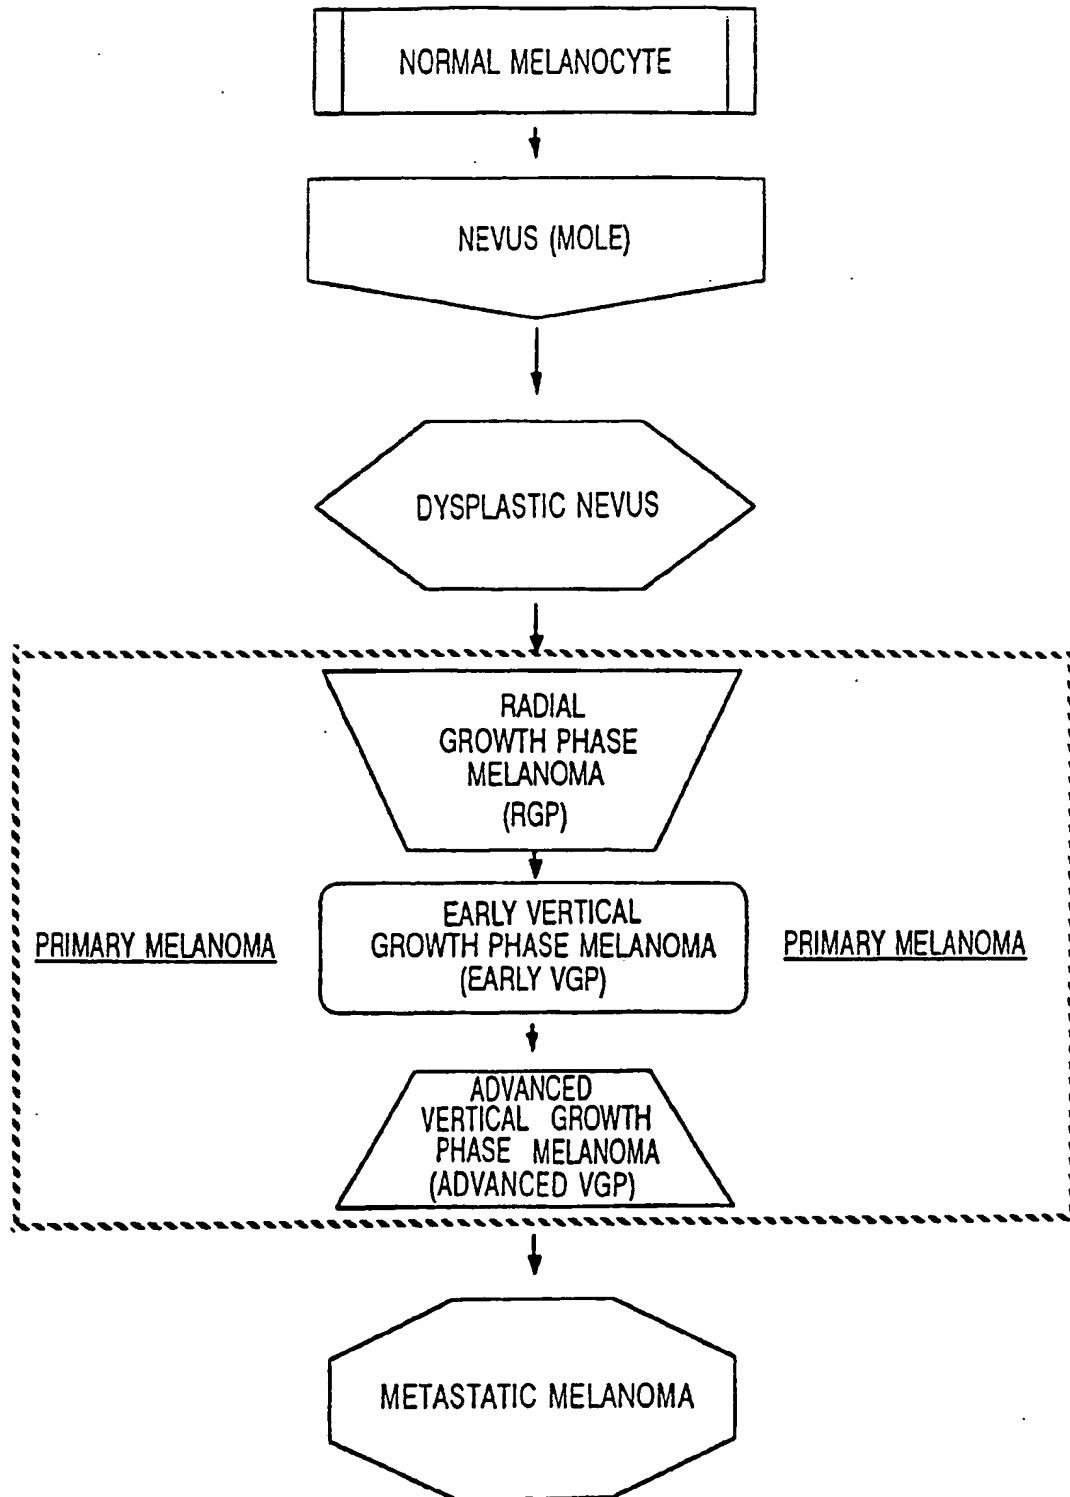 NORMAL MELANOCYTE
NEVUS (MOLE)
DYSPLASTIC NEVUS
RADIAL
GROWTH PHASE
MELANOMA
(RGP)
PRIMARY MELANOMA
EARLY VERTICAL
GROWTH PHASE MELANOMA
(EARLY VGP)
PRIMARY MELANOMA
ADVANCED
VERTICAL GROWTH
PHASE MELANOMA
(ADVANCED VGP)
METASTATIC MELANOMA